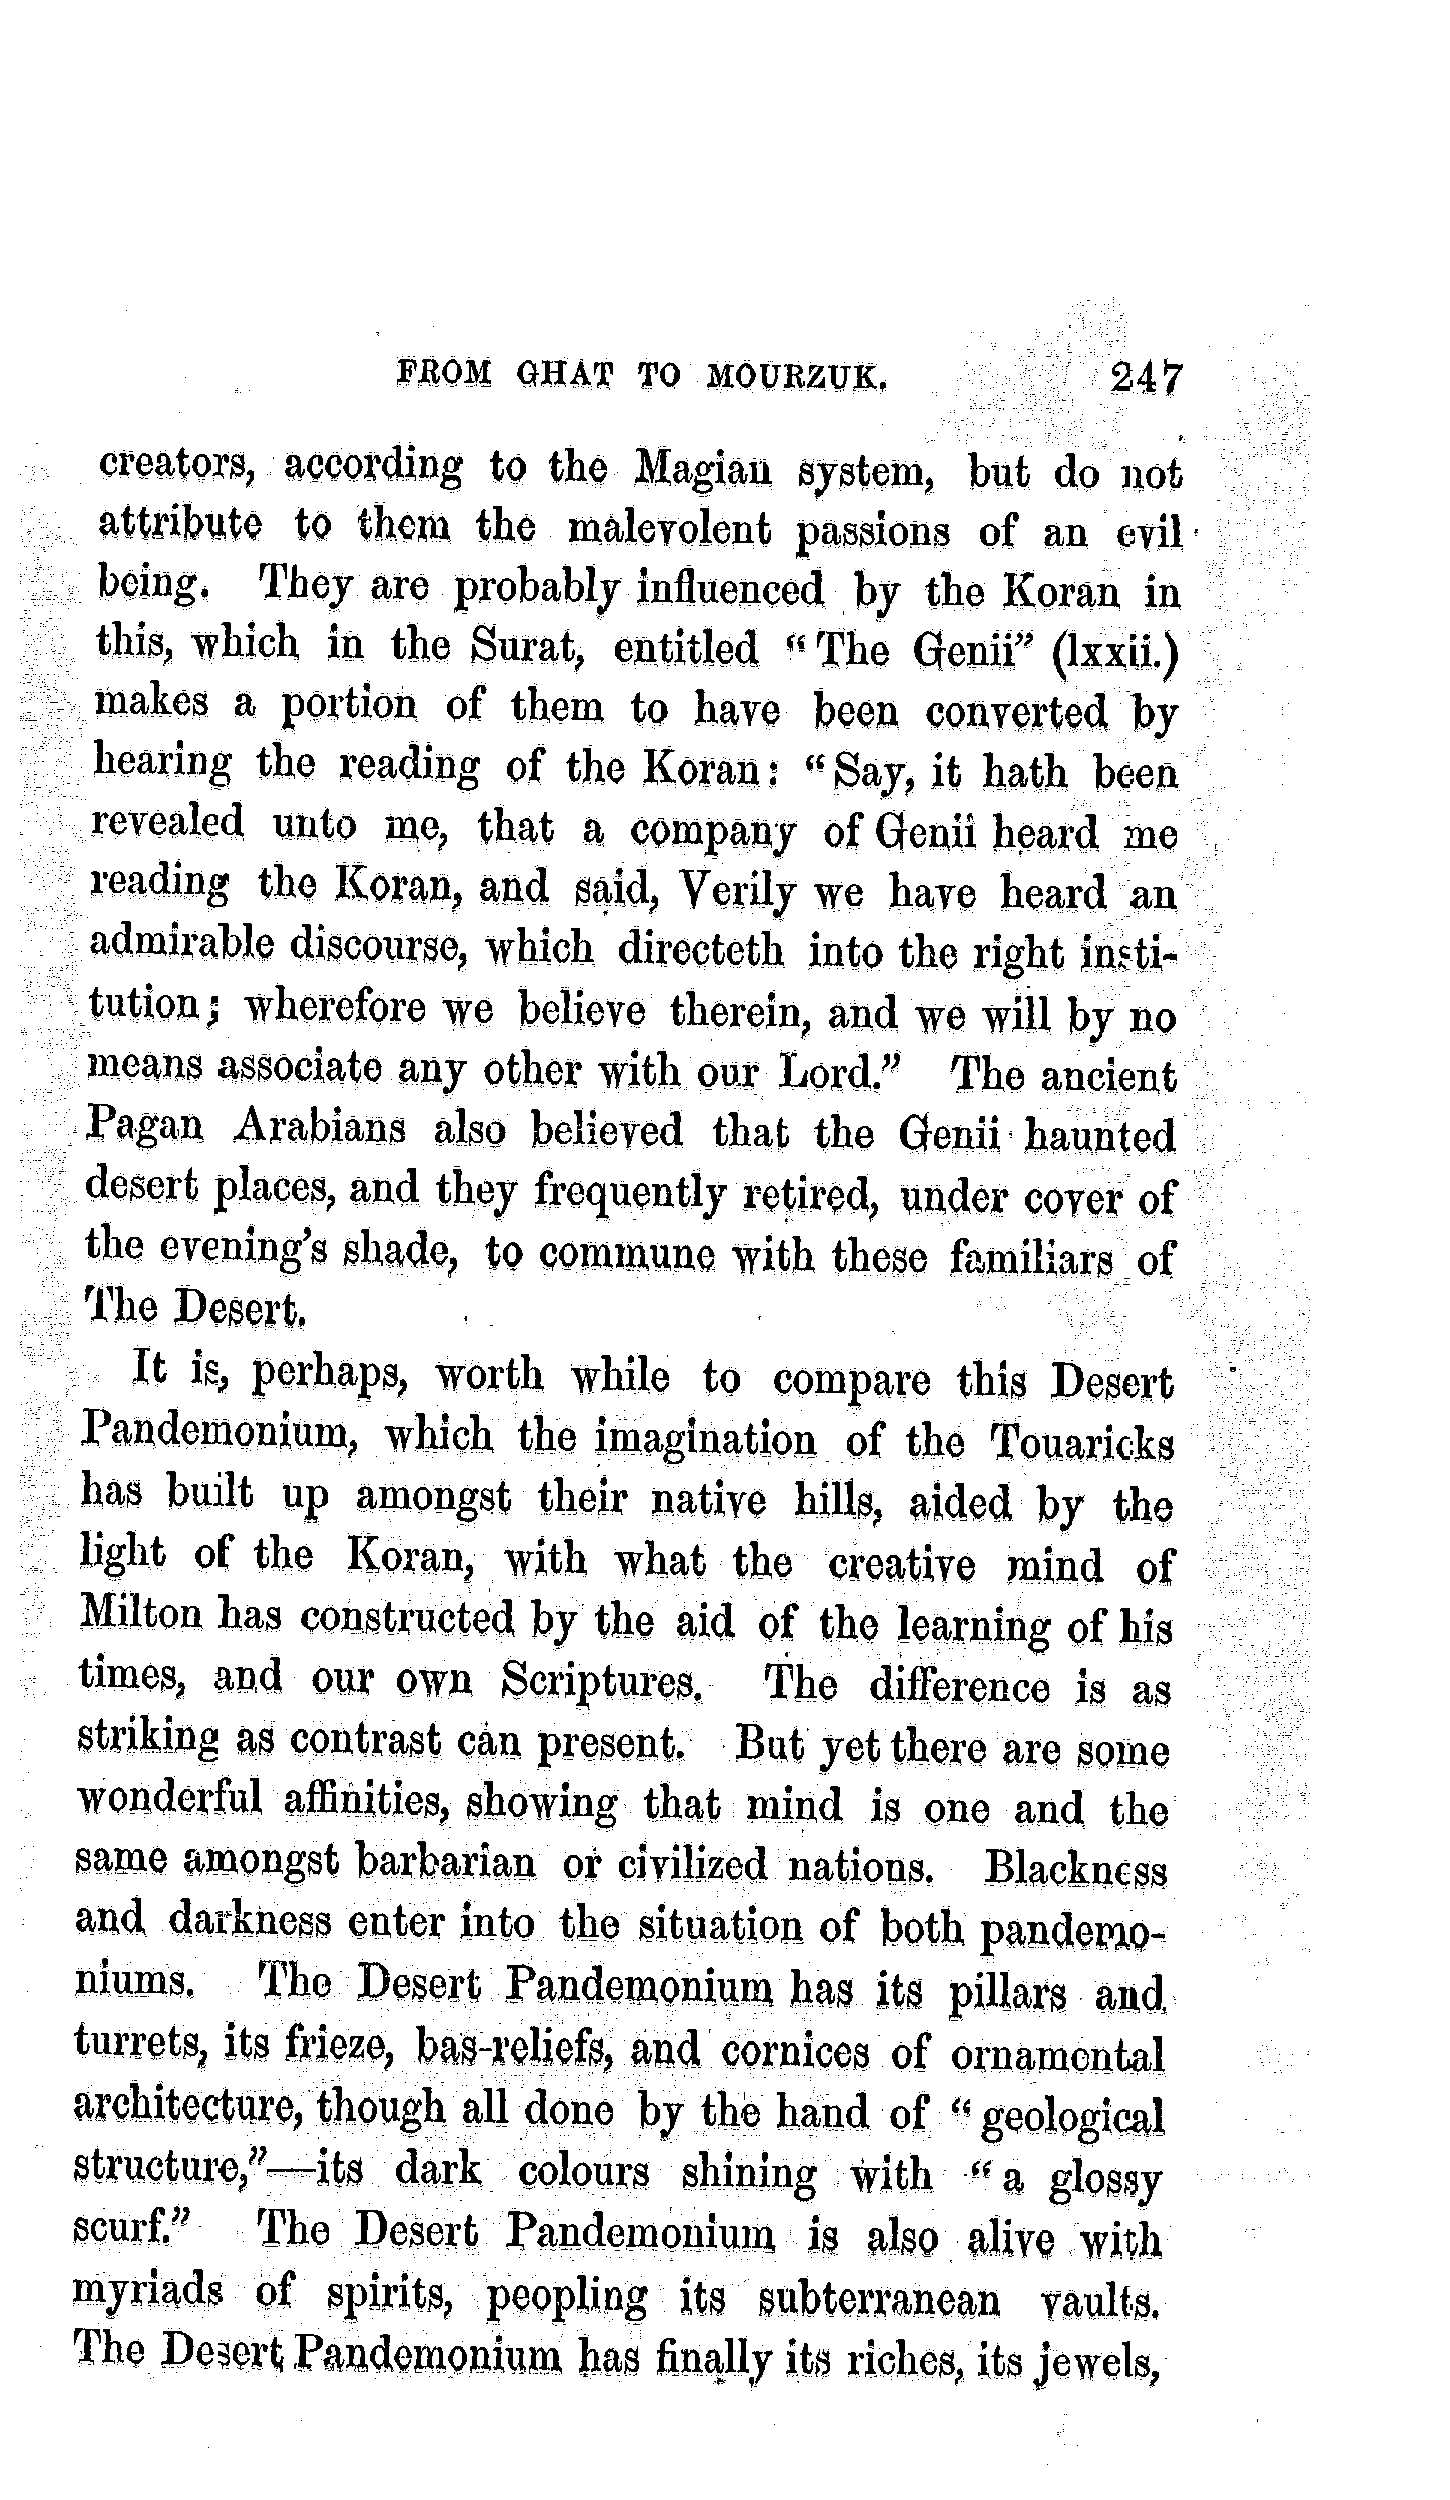 FROM GHAT TO MOURZUK. 247
creators, according to the Magian system, but do not
attribute to them the malevolent passions of an evil
being. They are probably influenced by the Koran in
this, which in the Surat, entitled “The Genii” (lxxii.)
makes a portion of them to have been converted by
hearing the reading of the Koran: “Say, it hath been
revealed unto me, that a company of Genii heard me
reading the Koran, and said, Verily we have heard an
admirable discourse, which directeth into the right insti-
tution; wherefore we believe therein, and we will by no
means associate any other with our Lord.” The ancient
Pagan Arabians also believed that the Genii haunted
desert places, and they frequently retired, under cover of
the evening’s shade, to commune with these familiars of
The Desert.
It is, perhaps, worth while to compare this Desert
Pandemonium, which the imagination of the Touaricks
has built up amongst their native hills, aided by the
light of the Koran, with what the creative mind of
Milton has constructed by the aid of the learning of his
times, and our own Scriptures. The difference is as
striking as contrast can present. But yet there are some
wonderful affinities, showing that mind is one and the
same amongst barbarian or civilized nations. Blackness
and darkness enter into the situation of both pandemo-
niums. The Desert Pandemonium has its pillars and
turrets, its frieze, bas-reliefs, and cornices of ornamental
architecture, though all done by the hand of “geological
structure,”—its dark colours shining with “a glossy
scurf.” The Desert Pandemonium is also alive with
myriads of spirits, peopling its subterranean vaults.
The Desert Pandemonium has finally its riches, its jewels,